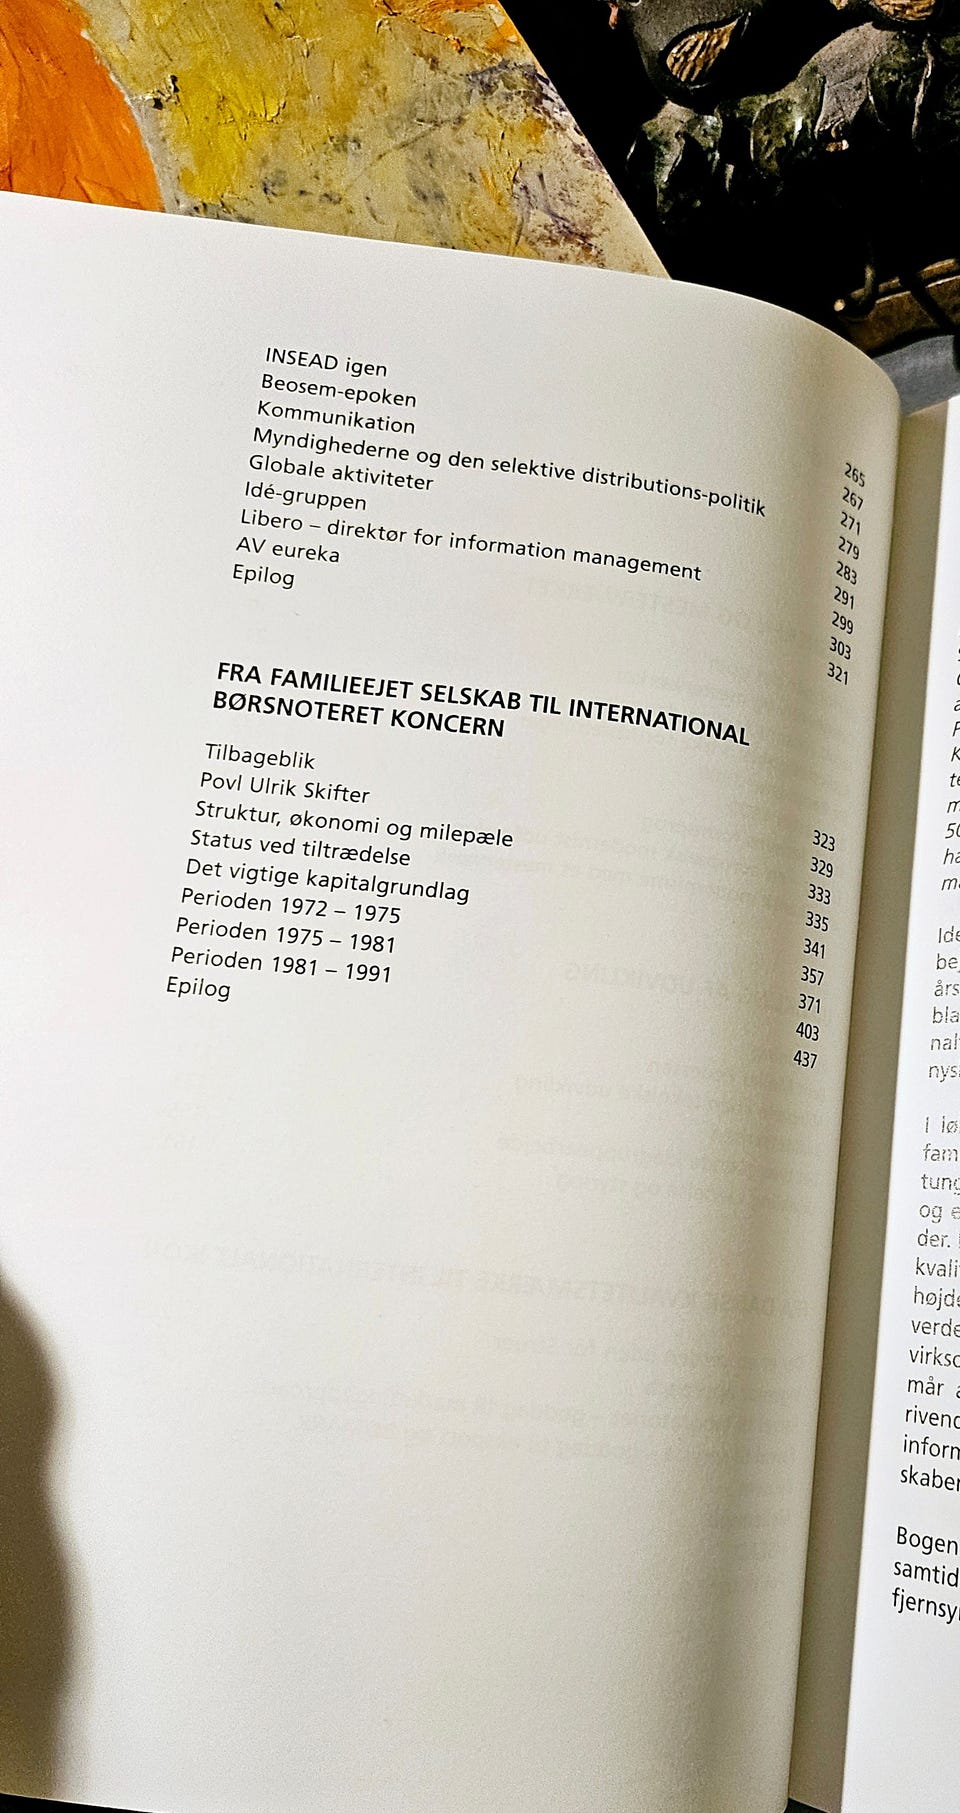 INSEAD igen 265
Beosem-epoken 267
Kommunikation 271
Myndighederne og den selektive distributions-politik 279
Globale aktiviteter 283
Idé-gruppen 291
Libero – direktør for information management 299
AV eureka 303
Epilog 321
FRA FAMILIEEJET SELSKAB TIL INTERNATIONAL
BØRSNOTERET KONCERN
Tilbageblik 323
Povl Ulrik Skifter 329
Struktur, økonomi og milepæle 333
Status ved tiltrædelse 335
Det vigtige kapitalgrundlag 341
Perioden 1972 – 1975 357
Perioden 1975 – 1981 371
Perioden 1981 – 1991 403
Epilog 437
års
I
og
der.
Bogen
samtid